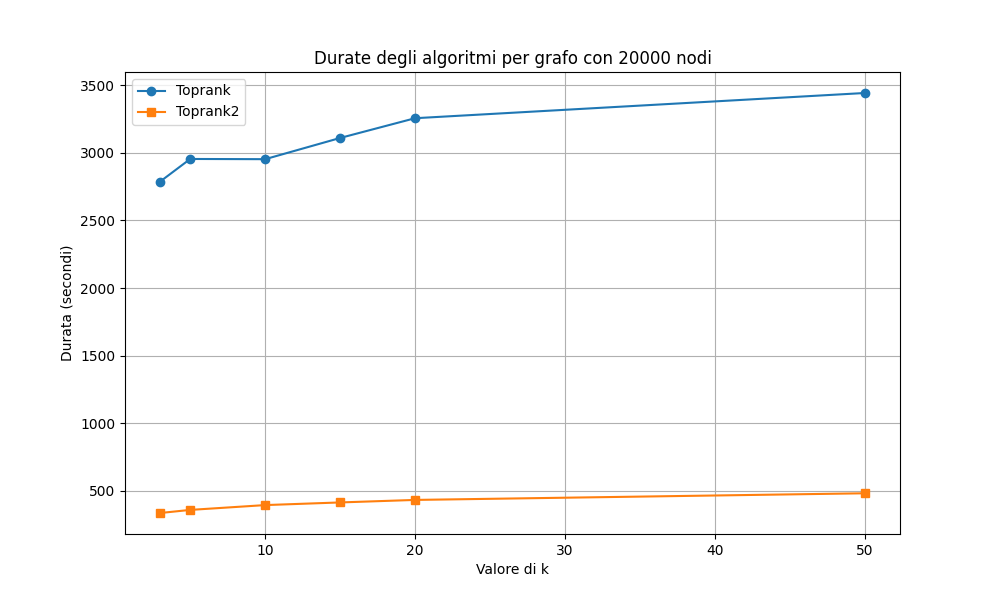 Durate degli algoritmi per grafo con 20000 nodi
Toprank
Toprank2
3500
3000
2500
2000
1500
1000
500
Durata (secondi)
10 20 30 40 50
Valore di k